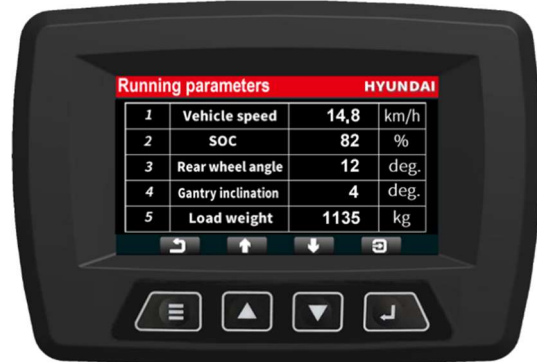 Running parameters HYUNDAI
1 Vehicle speed 14,8 km/h
2 SOC 82 %
3 Rear wheel angle 12 deg.
4 Gantry inclination 4 deg.
5 Load weight 1135 kg